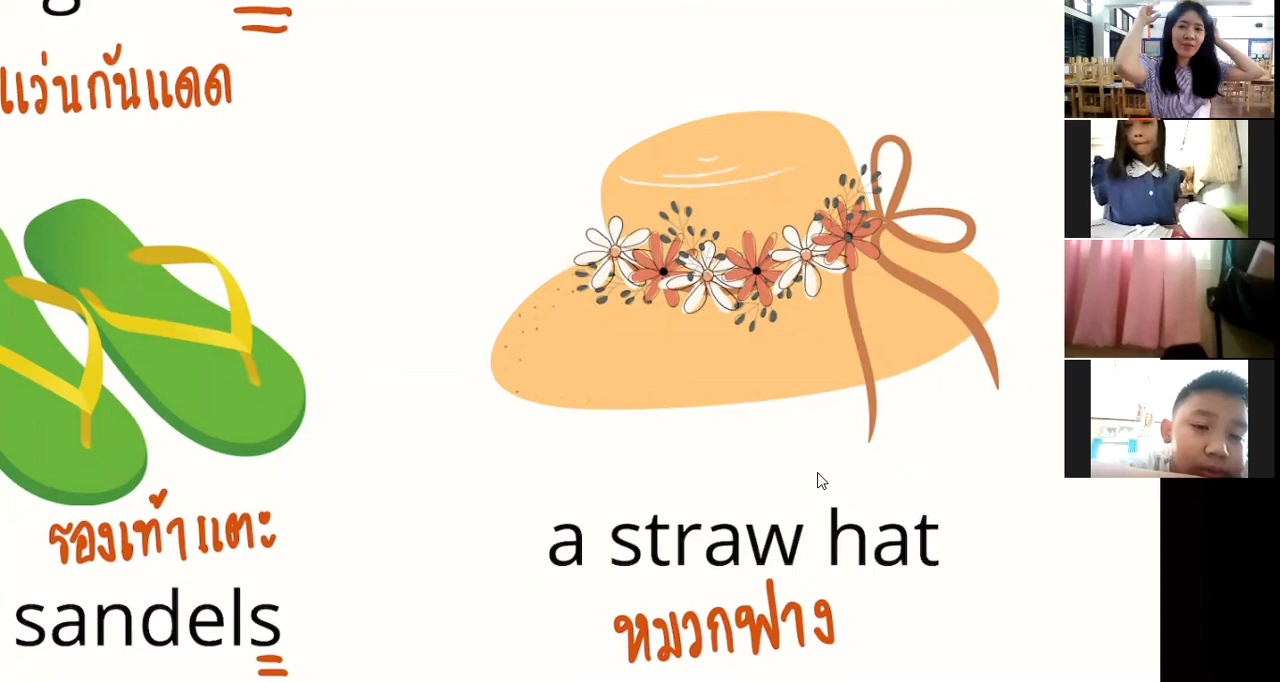 แว่นกันแดด
รองเท้าแตะ
sandels
a straw hat
หมวกฟาง